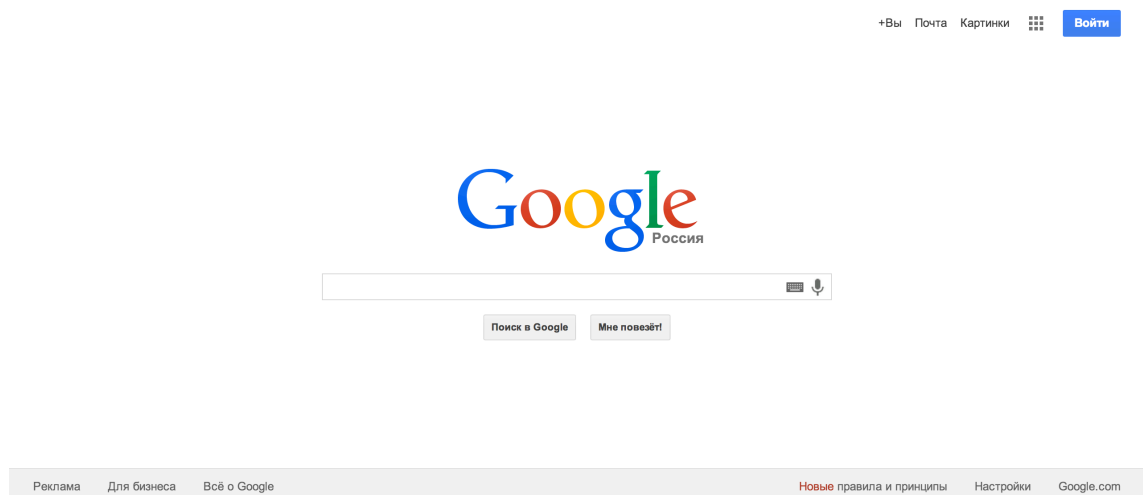 +Вы Почта Картинки Войти
Google
Россия
Поиск в Google Мне повезёт!
Реклама Для бизнеса Всё о Google Новые правила и принципы Настройки Google.com